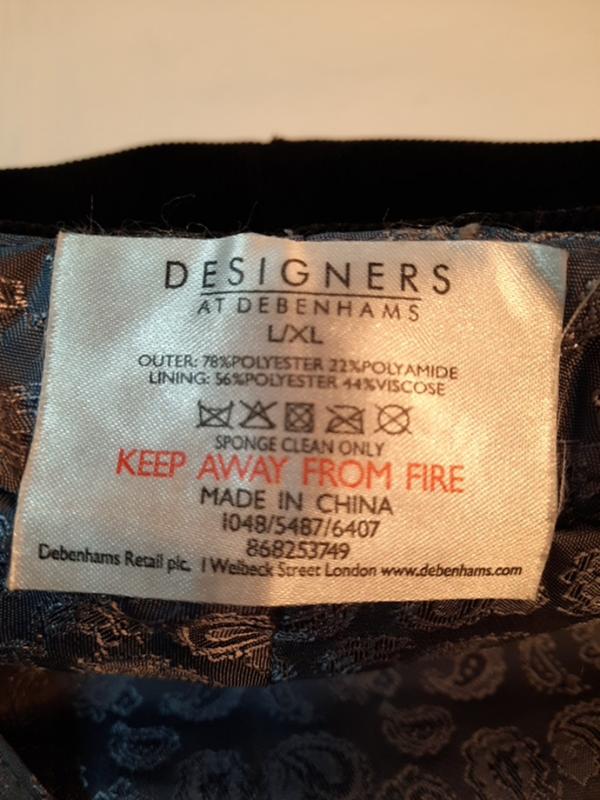 DESIGNERS
AT DEBENHAMS
L/XL
OUTER: 78%POLYESTER 22%POLYAMIDE
LINING: 56%POLYESTER 44%VISCOSE
SPONGE CLEAN ONLY
KEEP AWAY FROM FIRE
MADE IN CHINA
1048/5487/6407
868253749
Debenhams Retail plc. 1 Welbeck Street London www.debenhams.com